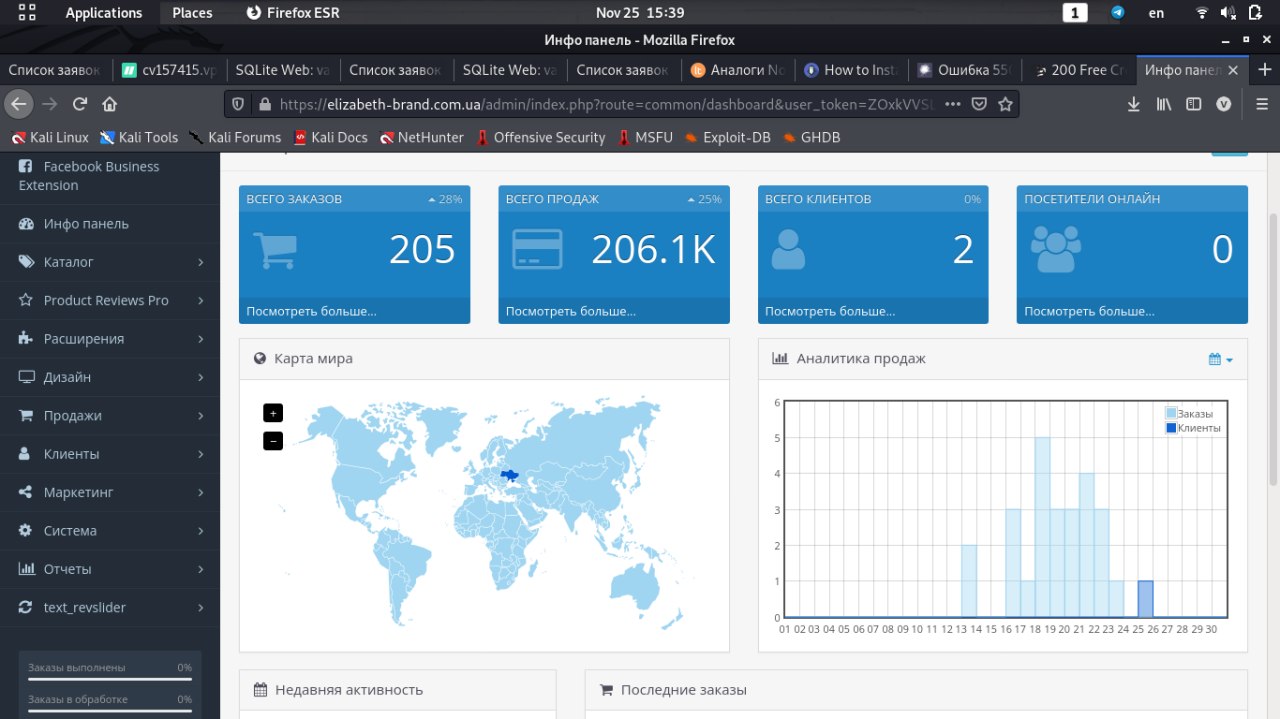 Applications Places Firefox ESR Nov 25 15:39 1 en
Инфо панель - Mozilla Firefox
Список заявок cv157415.vp SQLite Web: va Список заявок SQLite Web: va Список заявок Аналоги No How to Inst Ошибка 550 200 Free Cr Инфо панел
https://elizabeth-brand.com.ua/admin/index.php?route=common/dashboard&user_token=ZOxkVVSL
Kali Linux Kali Tools Kali Forums Kali Docs NetHunter Offensive Security MSFU Exploit-DB GHDB
Facebook Business
Extension
Инфо панель
Каталог
Product Reviews Pro
Расширения
Дизайн
Продажи
Клиенты
Маркетинг
Система
Отчеты
text_revslider
Заказы выполнены 0%
Заказы в обработке 0%
ВСЕГО ЗАКАЗОВ 28%
205
Посмотреть больше...
ВСЕГО ПРОДАЖ 25%
206.1K
Посмотреть больше...
ВСЕГО КЛИЕНТОВ 0%
2
Посмотреть больше...
ПОСЕТИТЕЛИ ОНЛАЙН
0
Посмотреть больше...
Карта мира
+
−
Аналитика продаж
6
5
4
3
2
1
0
Заказы
Клиенты
01 02 03 04 05 06 07 08 09 10 11 12 13 14 15 16 17 18 19 20 21 22 23 24 25 26 27 28 29 30
Недавняя активность
Последние заказы